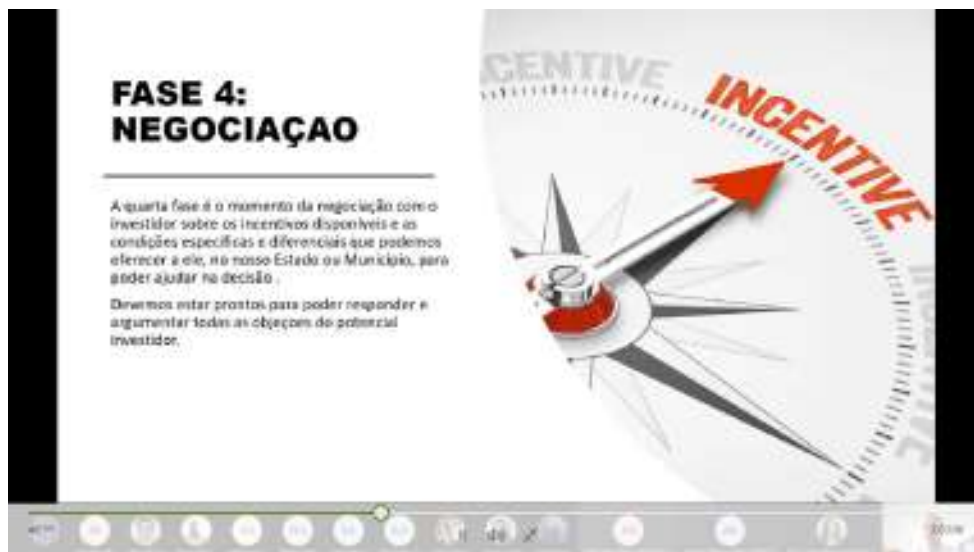 FASE 4:
NEGOCIAÇAO
A quarta fase é o momento da negociação com o
investidor sobre os incentivos disponíveis e as
condições especificas e diferenciais que podemos
oferecer a ele, no nosso Estado ou Município, para
poder ajudar na decisão .
Devemos estar prontos para poder responder e
argumentar todas as objeçoes do potencial
investidor.
CENTIVE
INCENTIVE